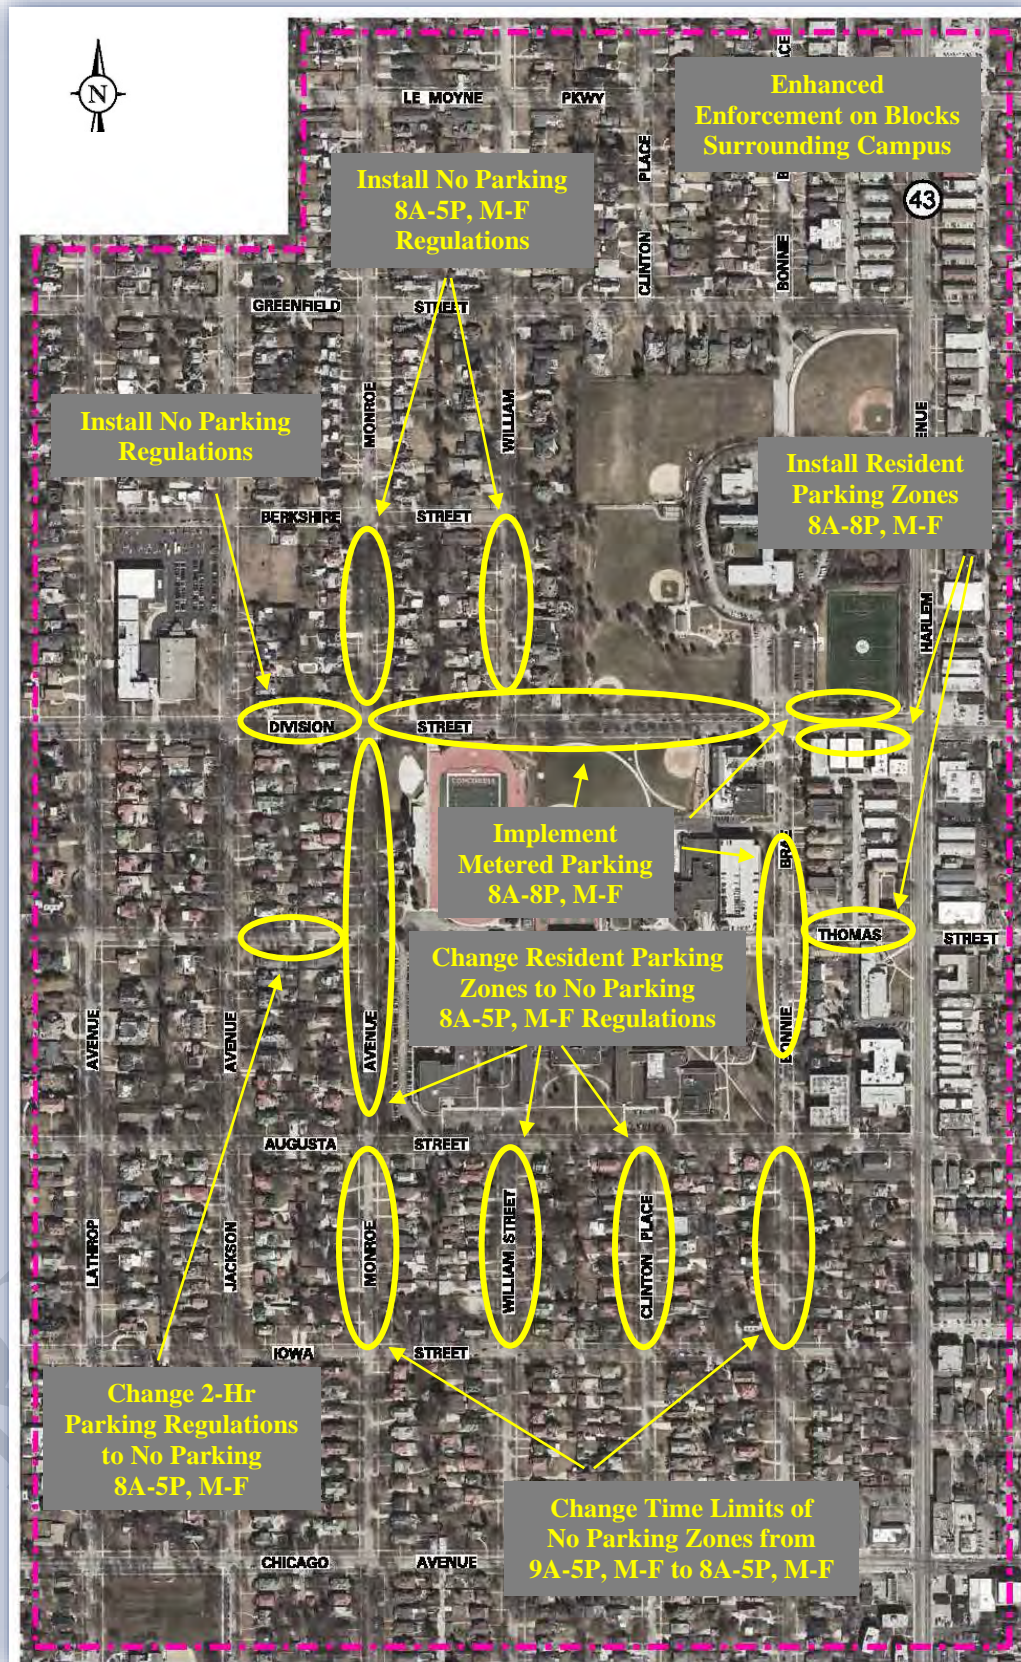 N
LE MOYNE
PKWY
PLACE
Enhanced
Enforcement on Blocks
Surrounding Campus
43
Install No Parking
8A-5P, M-F
Regulations
CLINTON
BONNIE
GREENFIELD
STREET
MONROE
WILLIAM
Install No Parking
Regulations
Install Resident
Parking Zones
8A-8P, M-F
BERKSHIRE
STREET
HARLEM
DIVISION
STREET
CONCORDIA
Implement
Metered Parking
8A-8P, M-F
BRAE
THOMAS
STREET
Change Resident Parking
Zones to No Parking
8A-5P, M-F Regulations
AVENUE
AVENUE
AVENUE
BONNIE
AUGUSTA
STREET
LATHROP
JACKSON
MONROE
WILLIAM STREET
CLINTON PLACE
IOWA
STREET
Change 2-Hr
Parking Regulations
to No Parking
8A-5P, M-F
Change Time Limits of
No Parking Zones from
9A-5P, M-F to 8A-5P, M-F
CHICAGO
AVENUE